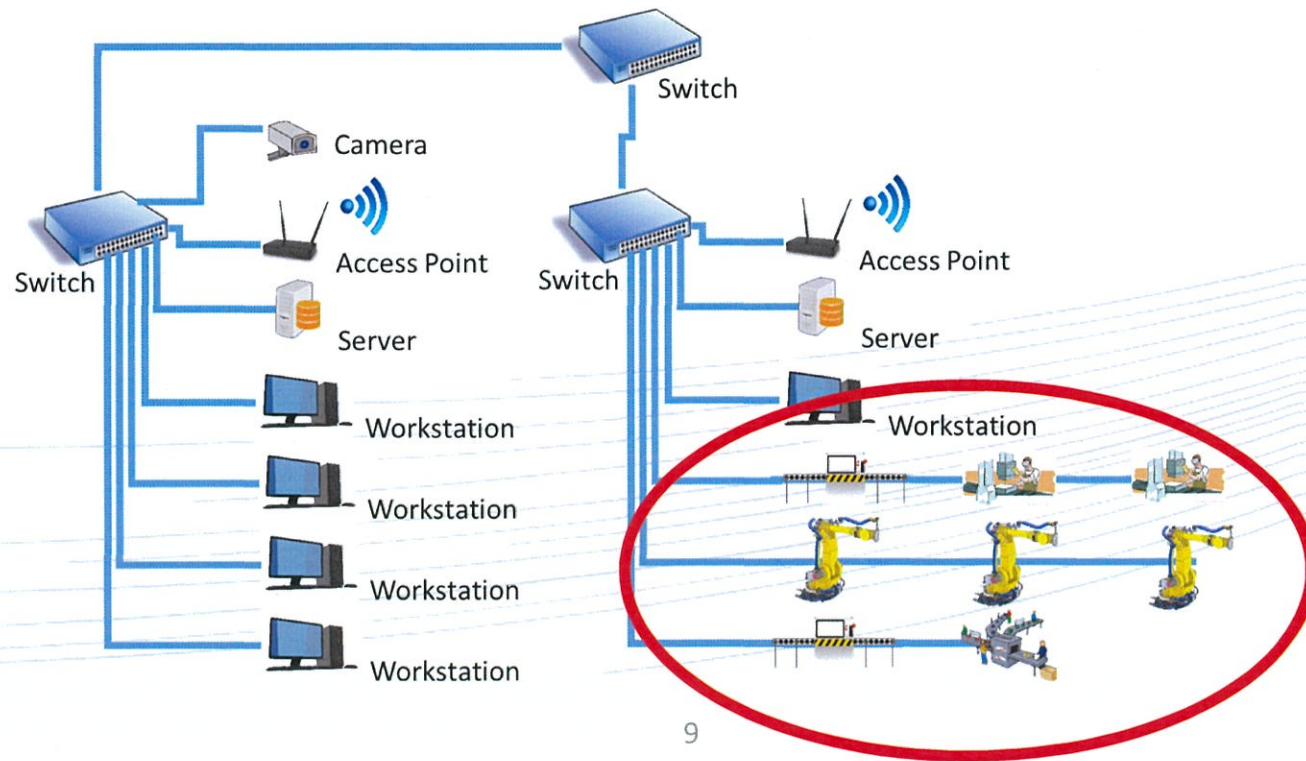 Switch
Camera
Access Point
Switch
Server
Workstation
Workstation
Workstation
Workstation
Access Point
Switch
Server
Workstation
9